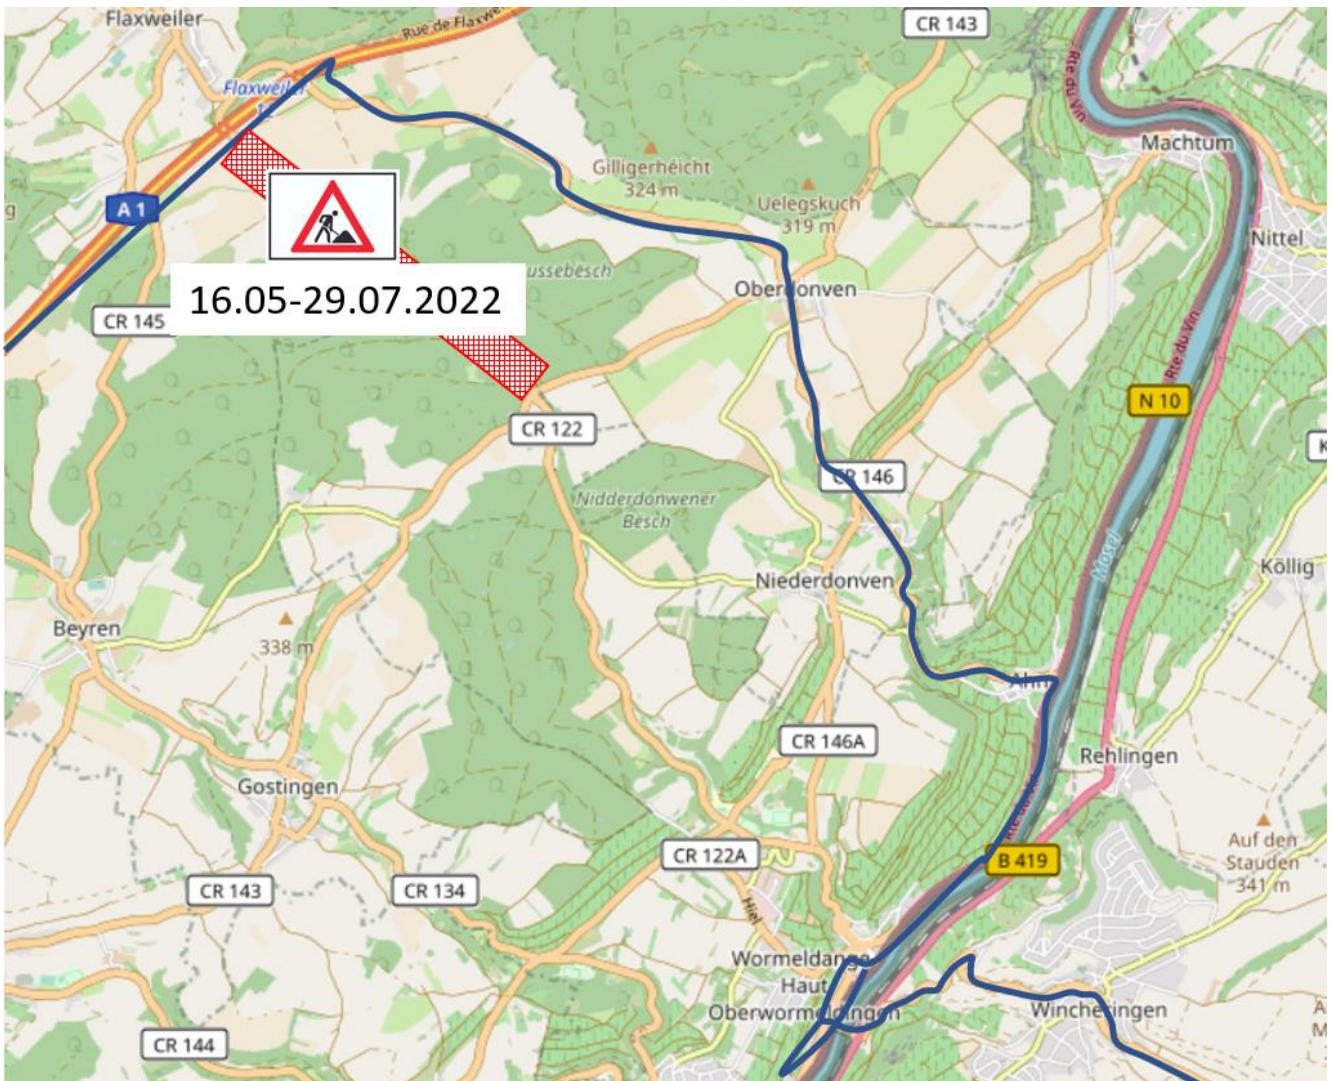 Flaxweiler
Rue de Flaxwe
CR 143
Rte du Vin
Flaxweiler
Machtum
Gilligerhéicht
324 m
Uelegskuch
319 m
A 1
g
Nittel
ussebesch
Oberdonven
16.05-29.07.2022
CR 145
Rte du Vin
N 10
CR 122
K
CR 146
Nidderdonwener
Besch
Mosel
Köllig
Niederdonven
Beyren
338 m
Ahn
CR 146A
Rehlingen
Gostingen
Auf den
Stauden
341 m
CR 122A
B 419
CR 143
CR 134
Hiel
Wormeldange
Haut
Oberwormeldingen
Wincheringen
A
M
CR 144